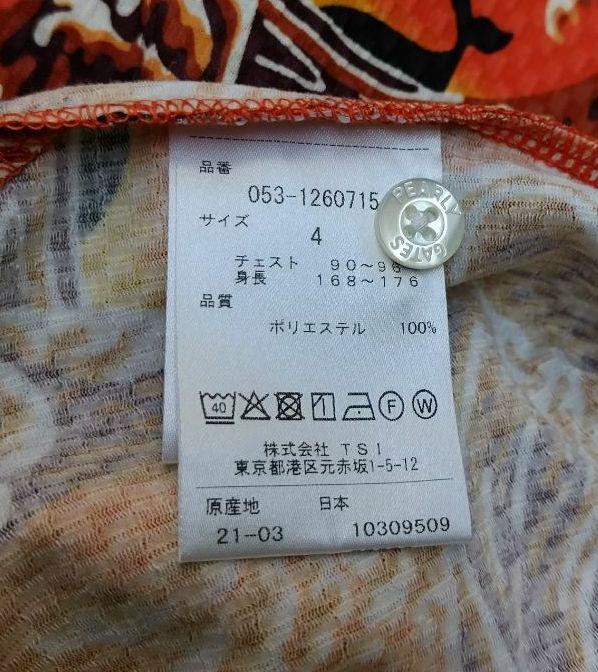 品番
053-1260715
PEARLY
GATES
サイズ
4
チェスト 90～96
身長 168～176
品質
ポリエステル 100%
40
F
W
株式会社 TSI
東京都港区元赤坂1-5-12
原産地 日本
21-03 10309509